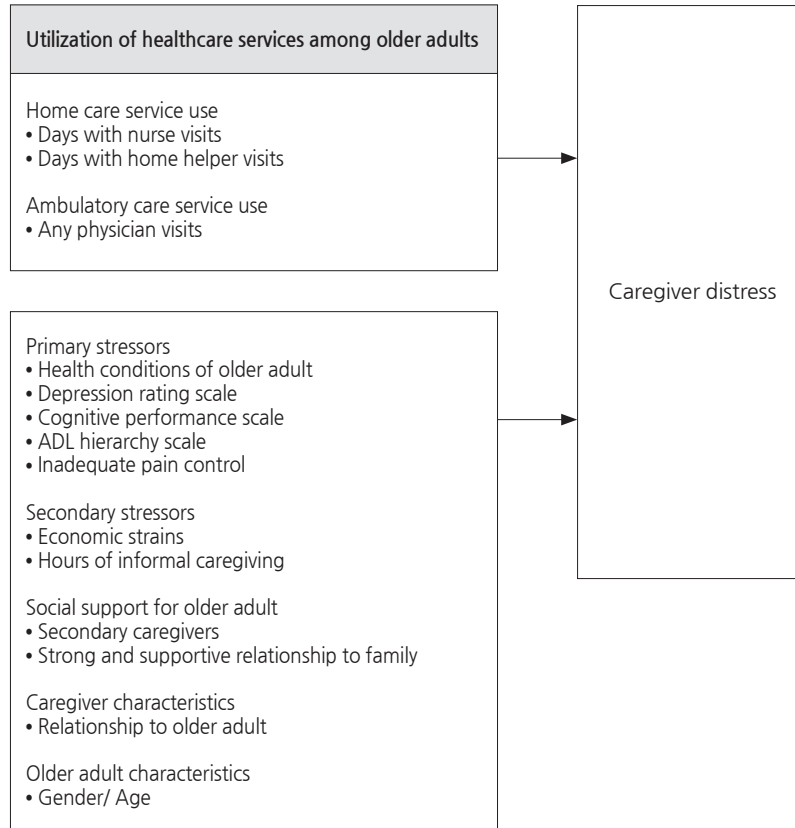 Utilization of healthcare services among older adults
Home care service use
• Days with nurse visits
• Days with home helper visits
Ambulatory care service use
• Any physician visits
Primary stressors
• Health conditions of older adult
• Depression rating scale
• Cognitive performance scale
• ADL hierarchy scale
• Inadequate pain control
Secondary stressors
• Economic strains
• Hours of informal caregiving
Social support for older adult
• Secondary caregivers
• Strong and supportive relationship to family
Caregiver characteristics
• Relationship to older adult
Older adult characteristics
• Gender/ Age
Caregiver distress